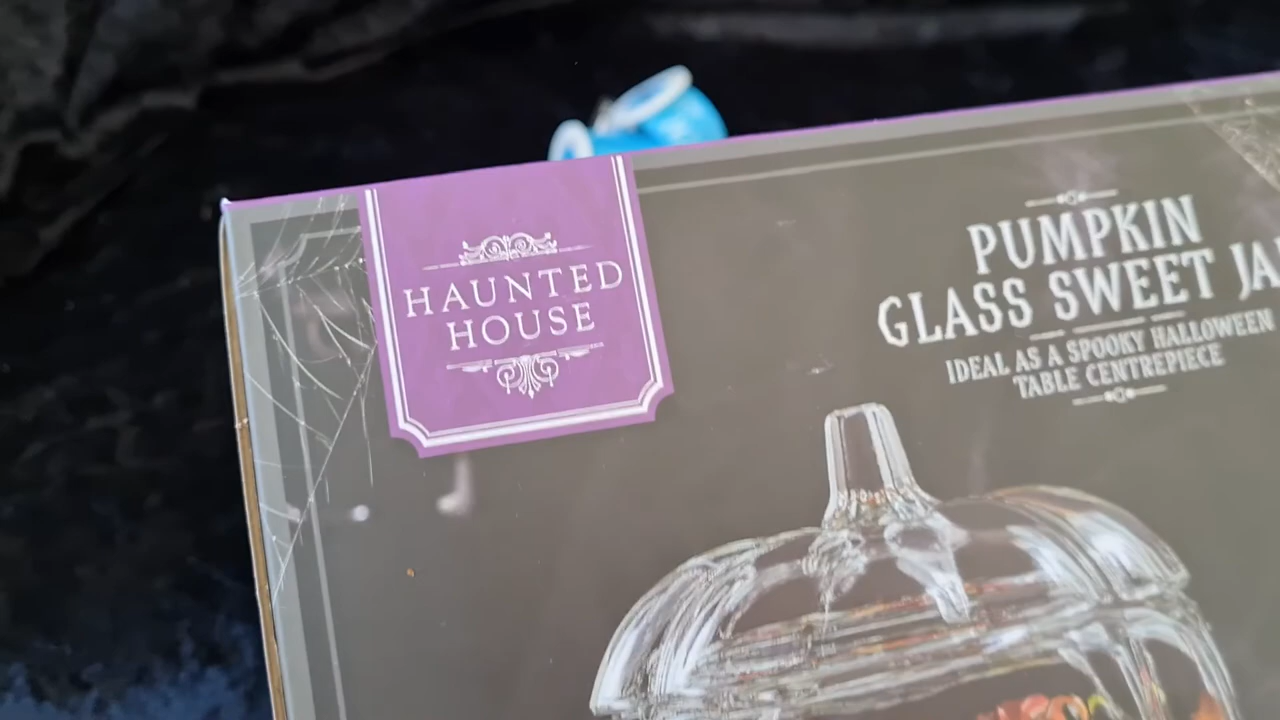 HAUNTED
HOUSE
PUMPKIN
GLASS SWEET
IDEAL AS A SPOOKY HALLOWEEN
TABLE CENTREPIECE